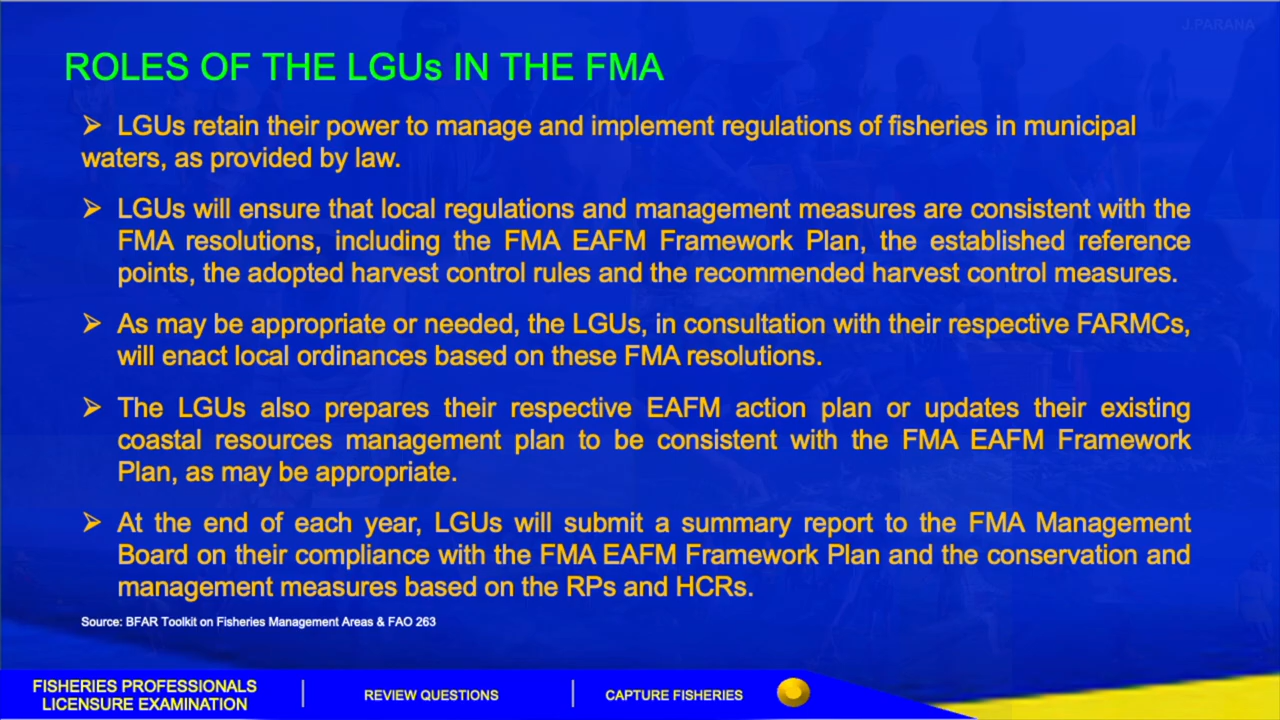 J.PARANA
ROLES OF THE LGUs IN THE FMA
➢ LGUs retain their power to manage and implement regulations of fisheries in municipal
waters, as provided by law.
➢ LGUs will ensure that local regulations and management measures are consistent with the
FMA resolutions, including the FMA EAFM Framework Plan, the established reference
points, the adopted harvest control rules and the recommended harvest control measures.
➢ As may be appropriate or needed, the LGUs, in consultation with their respective FARMCs,
will enact local ordinances based on these FMA resolutions.
➢ The LGUs also prepares their respective EAFM action plan or updates their existing
coastal resources management plan to be consistent with the FMA EAFM Framework
Plan, as may be appropriate.
➢ At the end of each year, LGUs will submit a summary report to the FMA Management
Board on their compliance with the FMA EAFM Framework Plan and the conservation and
management measures based on the RPs and HCRs.
Source: BFAR Toolkit on Fisheries Management Areas & FAO 263
FISHERIES PROFESSIONALS
LICENSURE EXAMINATION
REVIEW QUESTIONS
CAPTURE FISHERIES